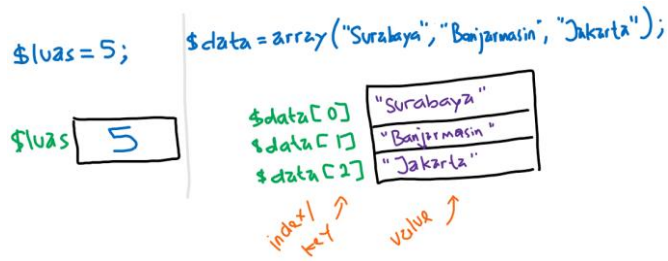 $luas = 5;
$luas 5
$data = array("Surabaya", "Banjarmasin", "Jakarta");
$data[0] "Surabaya"
$data[1] "Banjarmasin"
$data[2] "Jakarta"
index/
key
value